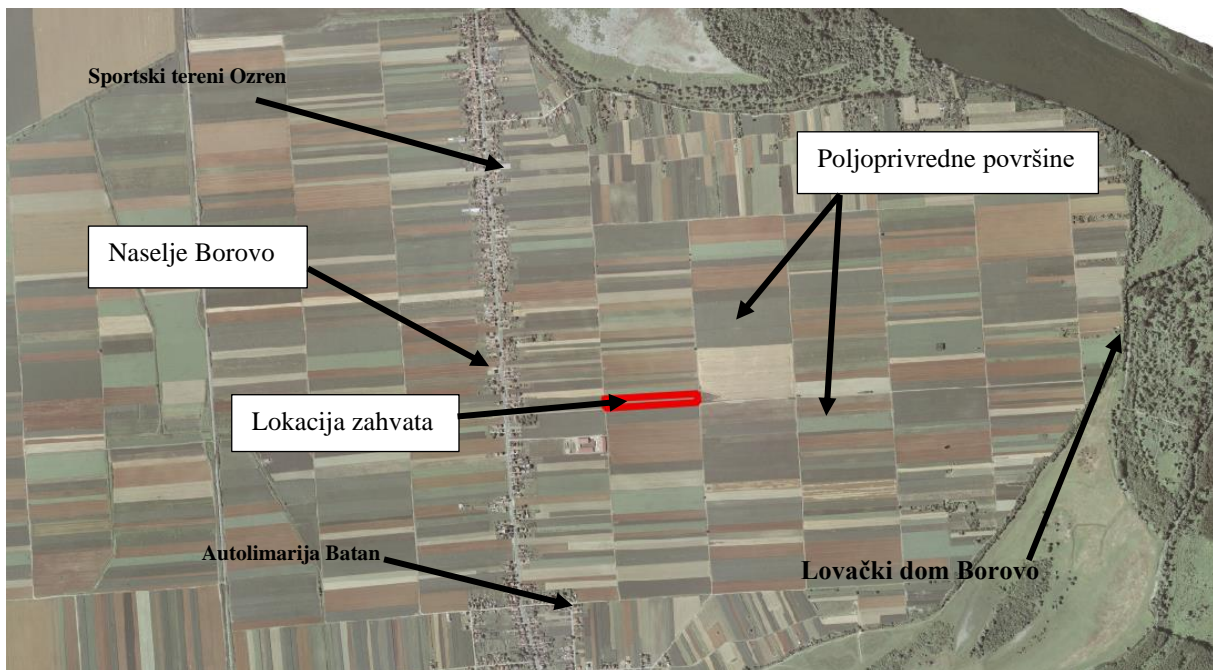 Sportski tereni Ozren
Poljoprivredne površine
Naselje Borovo
Lokacija zahvata
Autolimarija Batan
Lovački dom Borovo